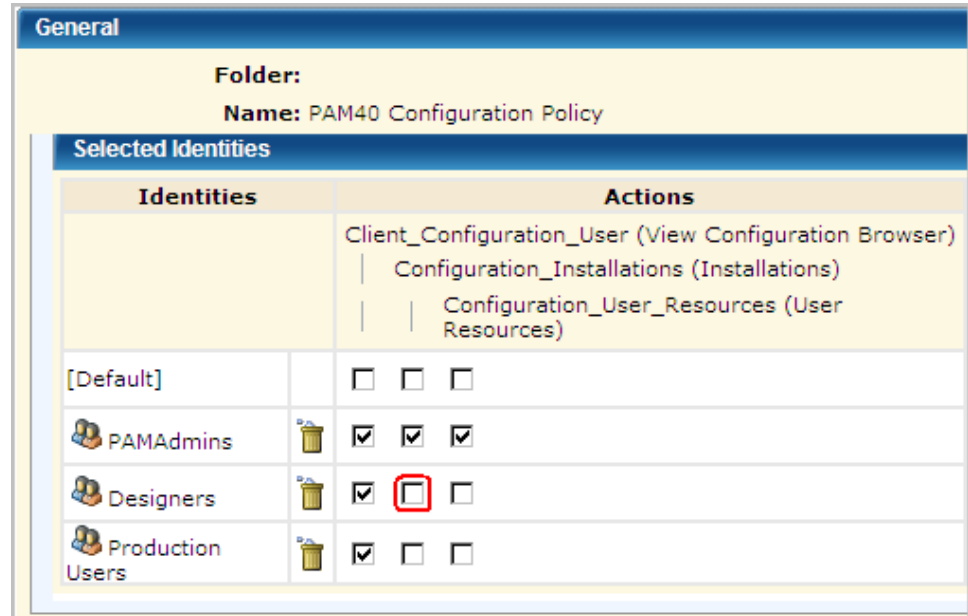 General
Folder:
Name: PAM40 Configuration Policy
Selected Identities
Identities
Actions
Client_Configuration_User (View Configuration Browser)
Configuration_Installations (Installations)
Configuration_User_Resources (User
Resources)
[Default]
PAMAdmins
Designers
Production
Users